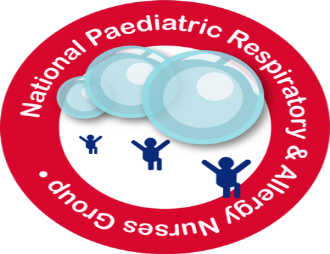 National Paediatric Respiratory & Allergy Nurses Group •